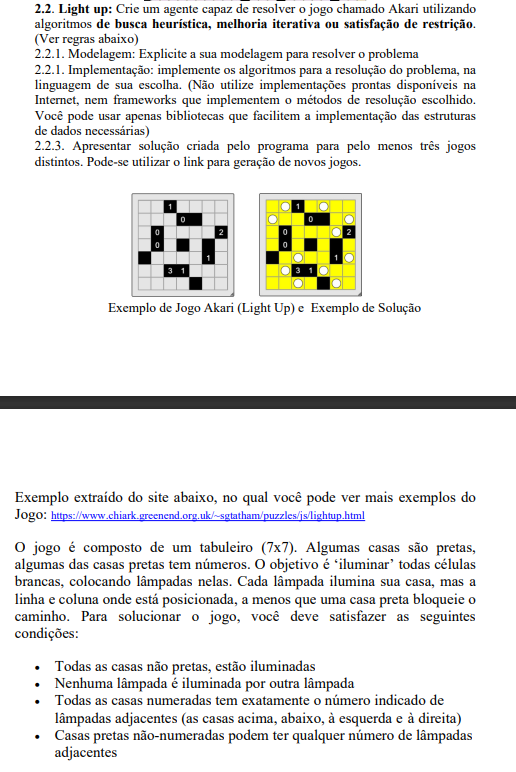 2.2. Light up: Crie um agente capaz de resolver o jogo chamado Akari utilizando
algoritmos de busca heurística, melhoria iterativa ou satisfação de restrição.
(Ver regras abaixo)
2.2.1. Modelagem: Explicite a sua modelagem para resolver o problema
2.2.1. Implementação: implemente os algoritmos para a resolução do problema, na
linguagem de sua escolha. (Não utilize implementações prontas disponíveis na
Internet, nem frameworks que implementem o métodos de resolução escolhido.
Você pode usar apenas bibliotecas que facilitem a implementação das estruturas
de dados necessárias)
2.2.3. Apresentar solução criada pelo programa para pelo menos três jogos
distintos. Pode-se utilizar o link para geração de novos jogos.
1 1
0 0
0 2 0 2
0 0
1 1
3 1 3 1
Exemplo de Jogo Akari (Light Up) e Exemplo de Solução
Exemplo extraído do site abaixo, no qual você pode ver mais exemplos do
Jogo: https://www.chiark.greenend.org.uk/~sgtatham/puzzles/js/lightup.html
O jogo é composto de um tabuleiro (7x7). Algumas casas são pretas,
algumas das casas pretas tem números. O objetivo é ‘iluminar’ todas células
brancas, colocando lâmpadas nelas. Cada lâmpada ilumina sua casa, mas a
linha e coluna onde está posicionada, a menos que uma casa preta bloqueie o
caminho. Para solucionar o jogo, você deve satisfazer as seguintes
condições:
• Todas as casas não pretas, estão iluminadas
• Nenhuma lâmpada é iluminada por outra lâmpada
• Todas as casas numeradas tem exatamente o número indicado de
lâmpadas adjacentes (as casas acima, abaixo, à esquerda e à direita)
• Casas pretas não-numeradas podem ter qualquer número de lâmpadas
adjacentes